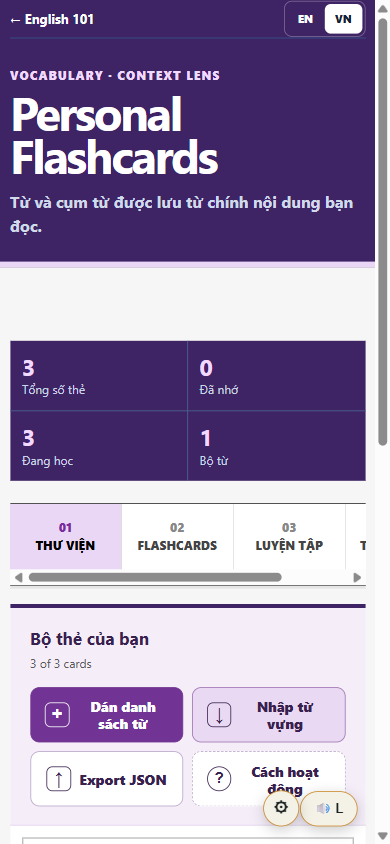 ← English 101
EN
VN
VOCABULARY · CONTEXT LENS
Personal
Flashcards
Từ và cụm từ được lưu từ chính nội dung bạn
đọc.
3
Tổng số thẻ
0
Đã nhớ
3
Đang học
1
Bộ từ
01
THƯ VIỆN
02
FLASHCARDS
03
LUYỆN TẬP
T
Bộ thẻ của bạn
3 of 3 cards
+
Dán danh
sách từ
↓
Nhập từ
vựng
↑
Export JSON
?
Cách hoạt
động
L